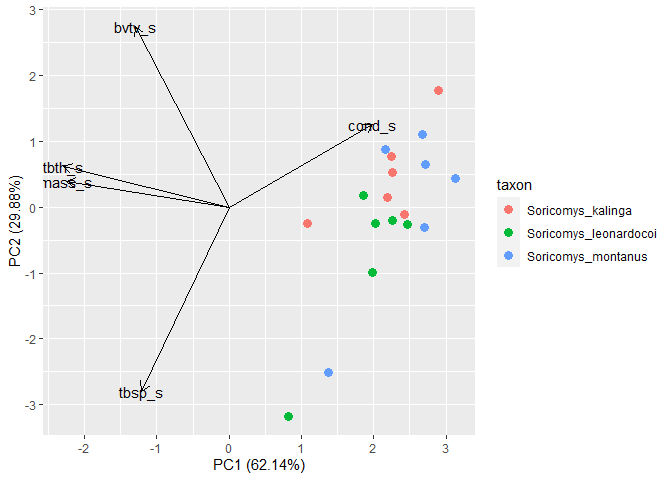 3
bvtv_s
2
cond_s
1
tbth_s
mass_s
0
-1
-2
tbsp_s
-3
PC2 (29.88%)
-2 -1 0 1 2 3
PC1 (62.14%)
taxon
Soricomys_kalinga
Soricomys_leonardocoi
Soricomys_montanus